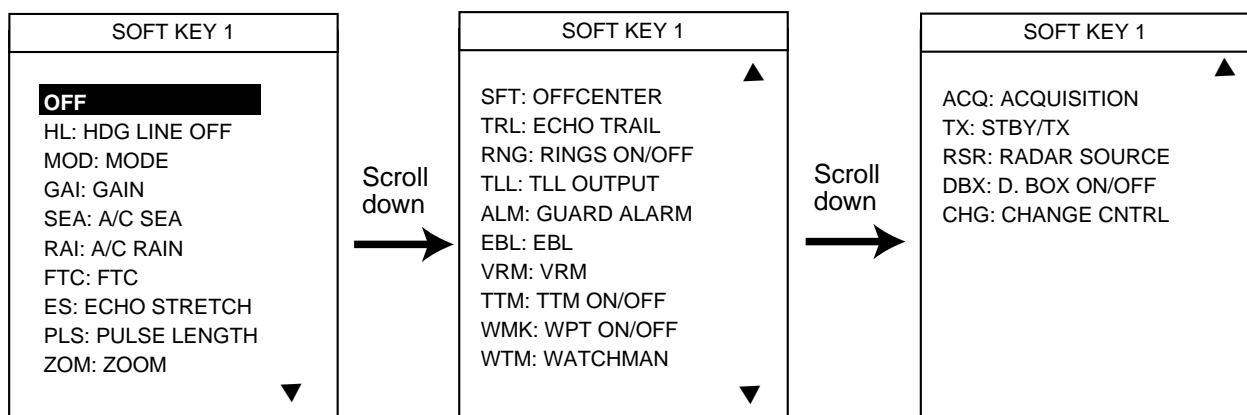 SOFT KEY 1
OFF
HL: HDG LINE OFF
MOD: MODE
GAI: GAIN
SEA: A/C SEA
RAI: A/C RAIN
FTC: FTC
ES: ECHO STRETCH
PLS: PULSE LENGTH
ZOM: ZOOM
Scroll
down
SOFT KEY 1
SFT: OFFCENTER
TRL: ECHO TRAIL
RNG: RINGS ON/OFF
TLL: TLL OUTPUT
ALM: GUARD ALARM
EBL: EBL
VRM: VRM
TTM: TTM ON/OFF
WMK: WPT ON/OFF
WTM: WATCHMAN
Scroll
down
SOFT KEY 1
ACQ: ACQUISITION
TX: STBY/TX
RSR: RADAR SOURCE
DBX: D. BOX ON/OFF
CHG: CHANGE CNTRL